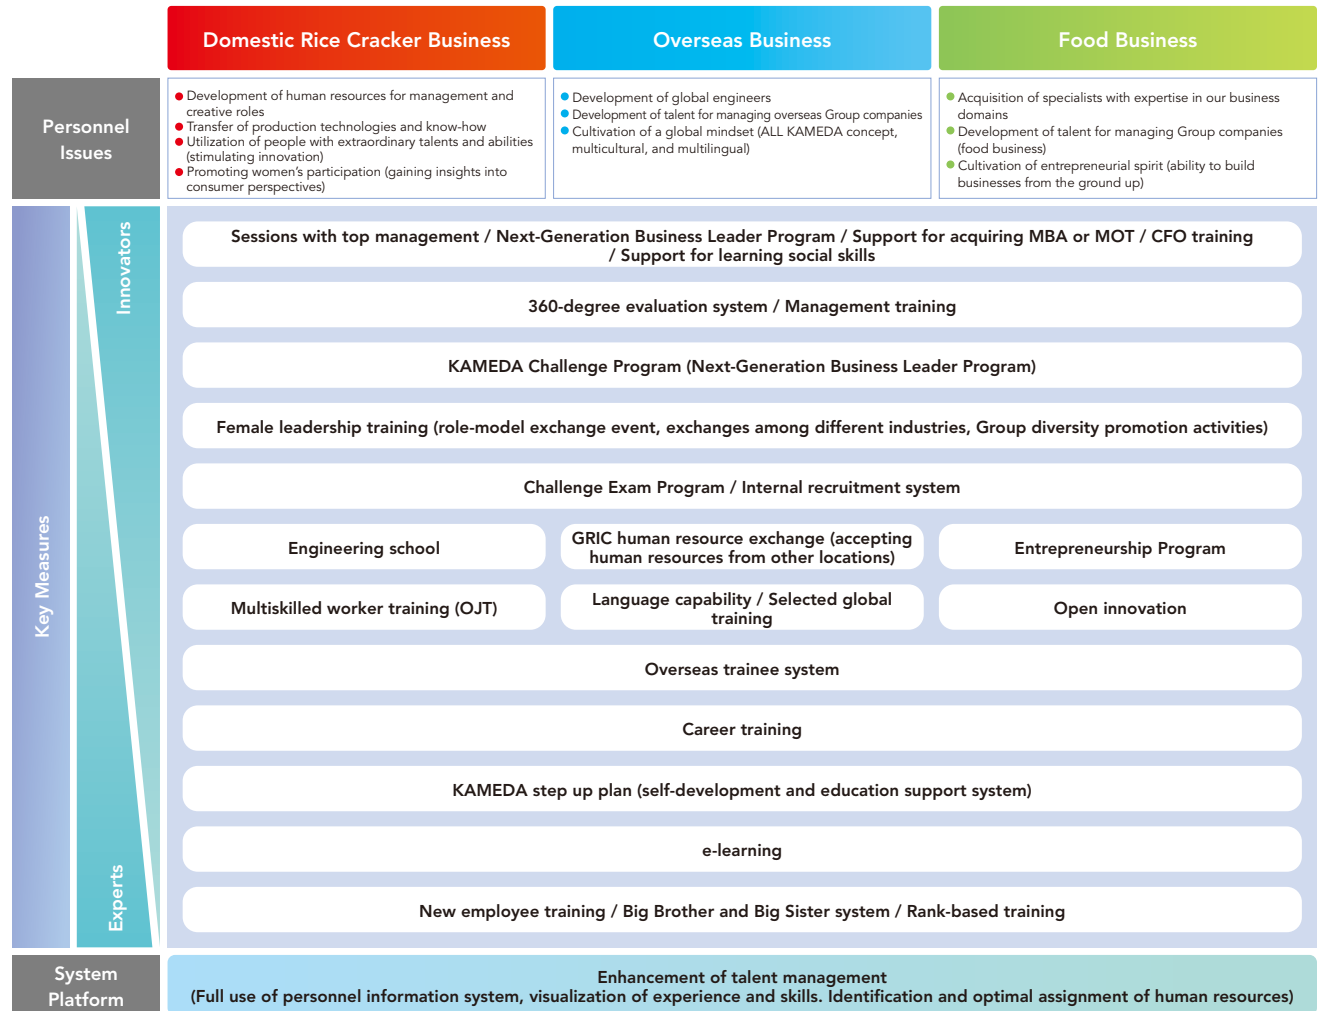 Domestic Rice Cracker Business
Overseas Business
Food Business
Personnel
Issues
● Development of human resources for management and
creative roles
● Transfer of production technologies and know-how
● Utilization of people with extraordinary talents and abilities
(stimulating innovation)
● Promoting women's participation (gaining insights into
consumer perspectives)
● Development of global engineers
● Development of talent for managing overseas Group companies
● Cultivation of a global mindset (ALL KAMEDA concept,
multicultural, and multilingual)
● Acquisition of specialists with expertise in our business
domains
● Development of talent for managing Group companies
(food business)
● Cultivation of entrepreneurial spirit (ability to build
businesses from the ground up)
Key Measures
Innovators
Experts
Sessions with top management / Next-Generation Business Leader Program / Support for acquiring MBA or MOT / CFO training
/ Support for learning social skills
360-degree evaluation system / Management training
KAMEDA Challenge Program (Next-Generation Business Leader Program)
Female leadership training (role-model exchange event, exchanges among different industries, Group diversity promotion activities)
Challenge Exam Program / Internal recruitment system
Engineering school
GRIC human resource exchange (accepting
human resources from other locations)
Entrepreneurship Program
Multiskilled worker training (OJT)
Language capability / Selected global
training
Open innovation
Overseas trainee system
Career training
KAMEDA step up plan (self-development and education support system)
e-learning
New employee training / Big Brother and Big Sister system / Rank-based training
System
Platform
Enhancement of talent management
(Full use of personnel information system, visualization of experience and skills. Identification and optimal assignment of human resources)